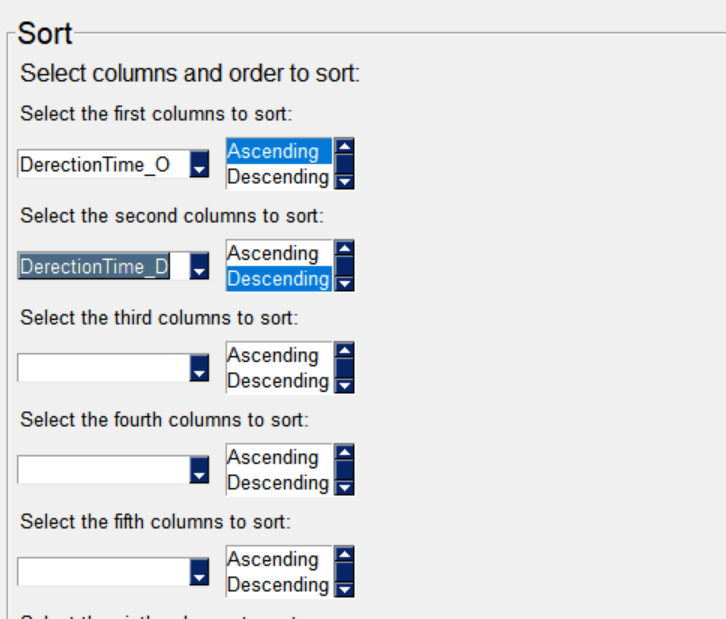 Sort
Select columns and order to sort:
Select the first columns to sort:
DerectionTime_O
Ascending
Descending
Select the second columns to sort:
DerectionTime_D
Ascending
Descending
Select the third columns to sort:
Ascending
Descending
Select the fourth columns to sort:
Ascending
Descending
Select the fifth columns to sort:
Ascending
Descending